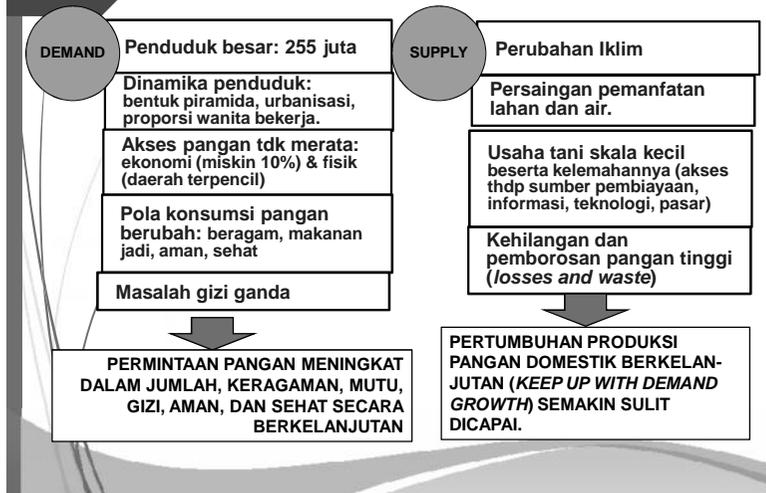 DEMAND
Penduduk besar: 255 juta
Dinamika penduduk:
bentuk piramida, urbanisasi,
proporsi wanita bekerja.
Akses pangan tdk merata:
ekonomi (miskin 10%) & fisik
(daerah terpencil)
Pola konsumsi pangan
berubah: beragam, makanan
jadi, aman, sehat
Masalah gizi ganda
PERMINTAAN PANGAN MENINGKAT
DALAM JUMLAH, KERAGAMAN, MUTU,
GIZI, AMAN, DAN SEHAT SECARA
BERKELANJUTAN
SUPPLY
Perubahan Iklim
Persaingan pemanfatan
lahan dan air.
Usaha tani skala kecil
beserta kelemahannya (akses
thdp sumber pembiayaan,
informasi, teknologi, pasar)
Kehilangan dan
pemborosan pangan tinggi
(losses and waste)
PERTUMBUHAN PRODUKSI
PANGAN DOMESTIK BERKELAN-
JUTAN (KEEP UP WITH DEMAND
GROWTH) SEMAKIN SULIT
DICAPAI.